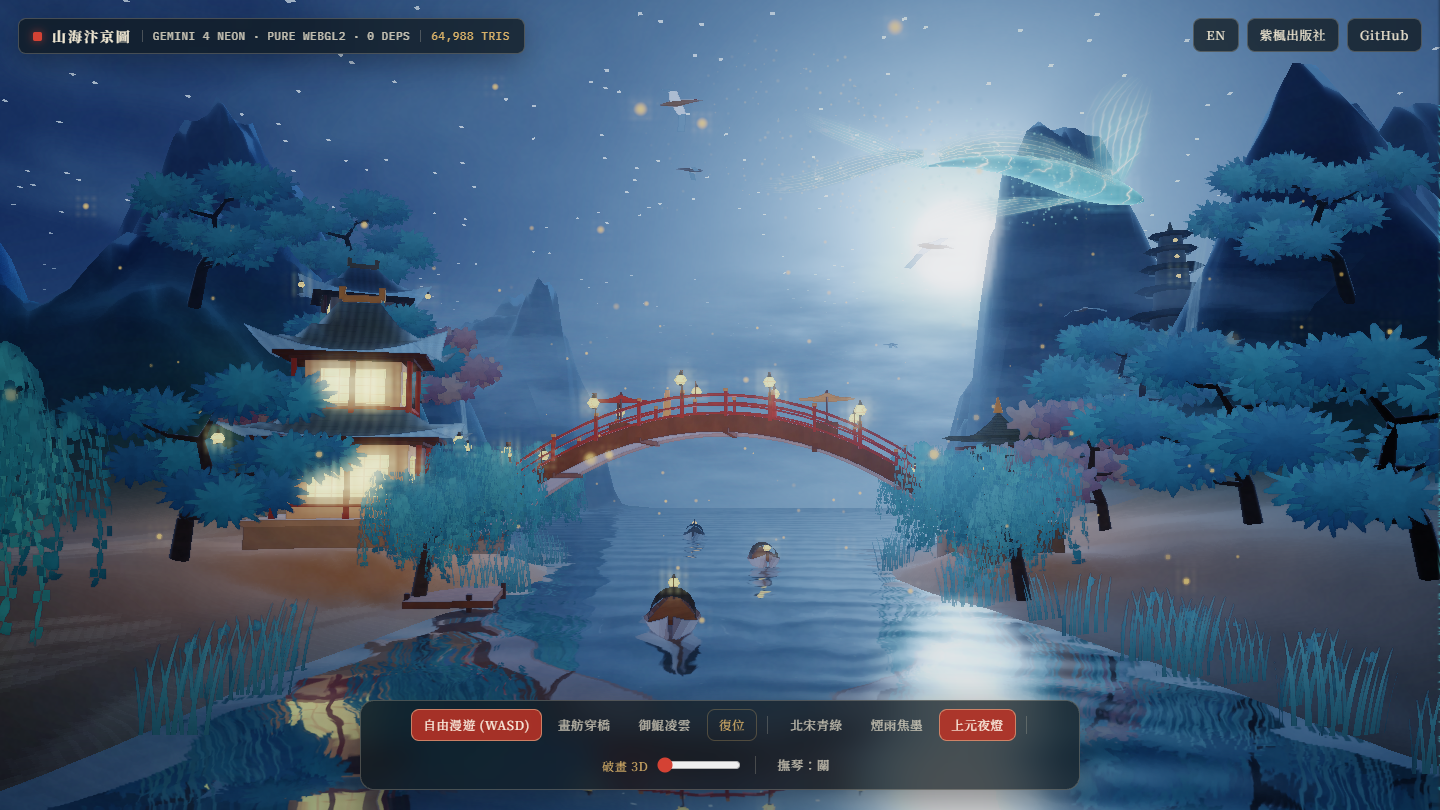 山海汴京圖 GEMINI 4 NEON · PURE WEBGL2 · 0 DEPS 64,988 TRIS
EN 紫楓出版社 GitHub
自由漫遊 (WASD) 畫舫穿橋 御鯤凌雲 復位 北宋青綠 煙雨焦墨 上元夜燈
破畫 3D 撫琴：關